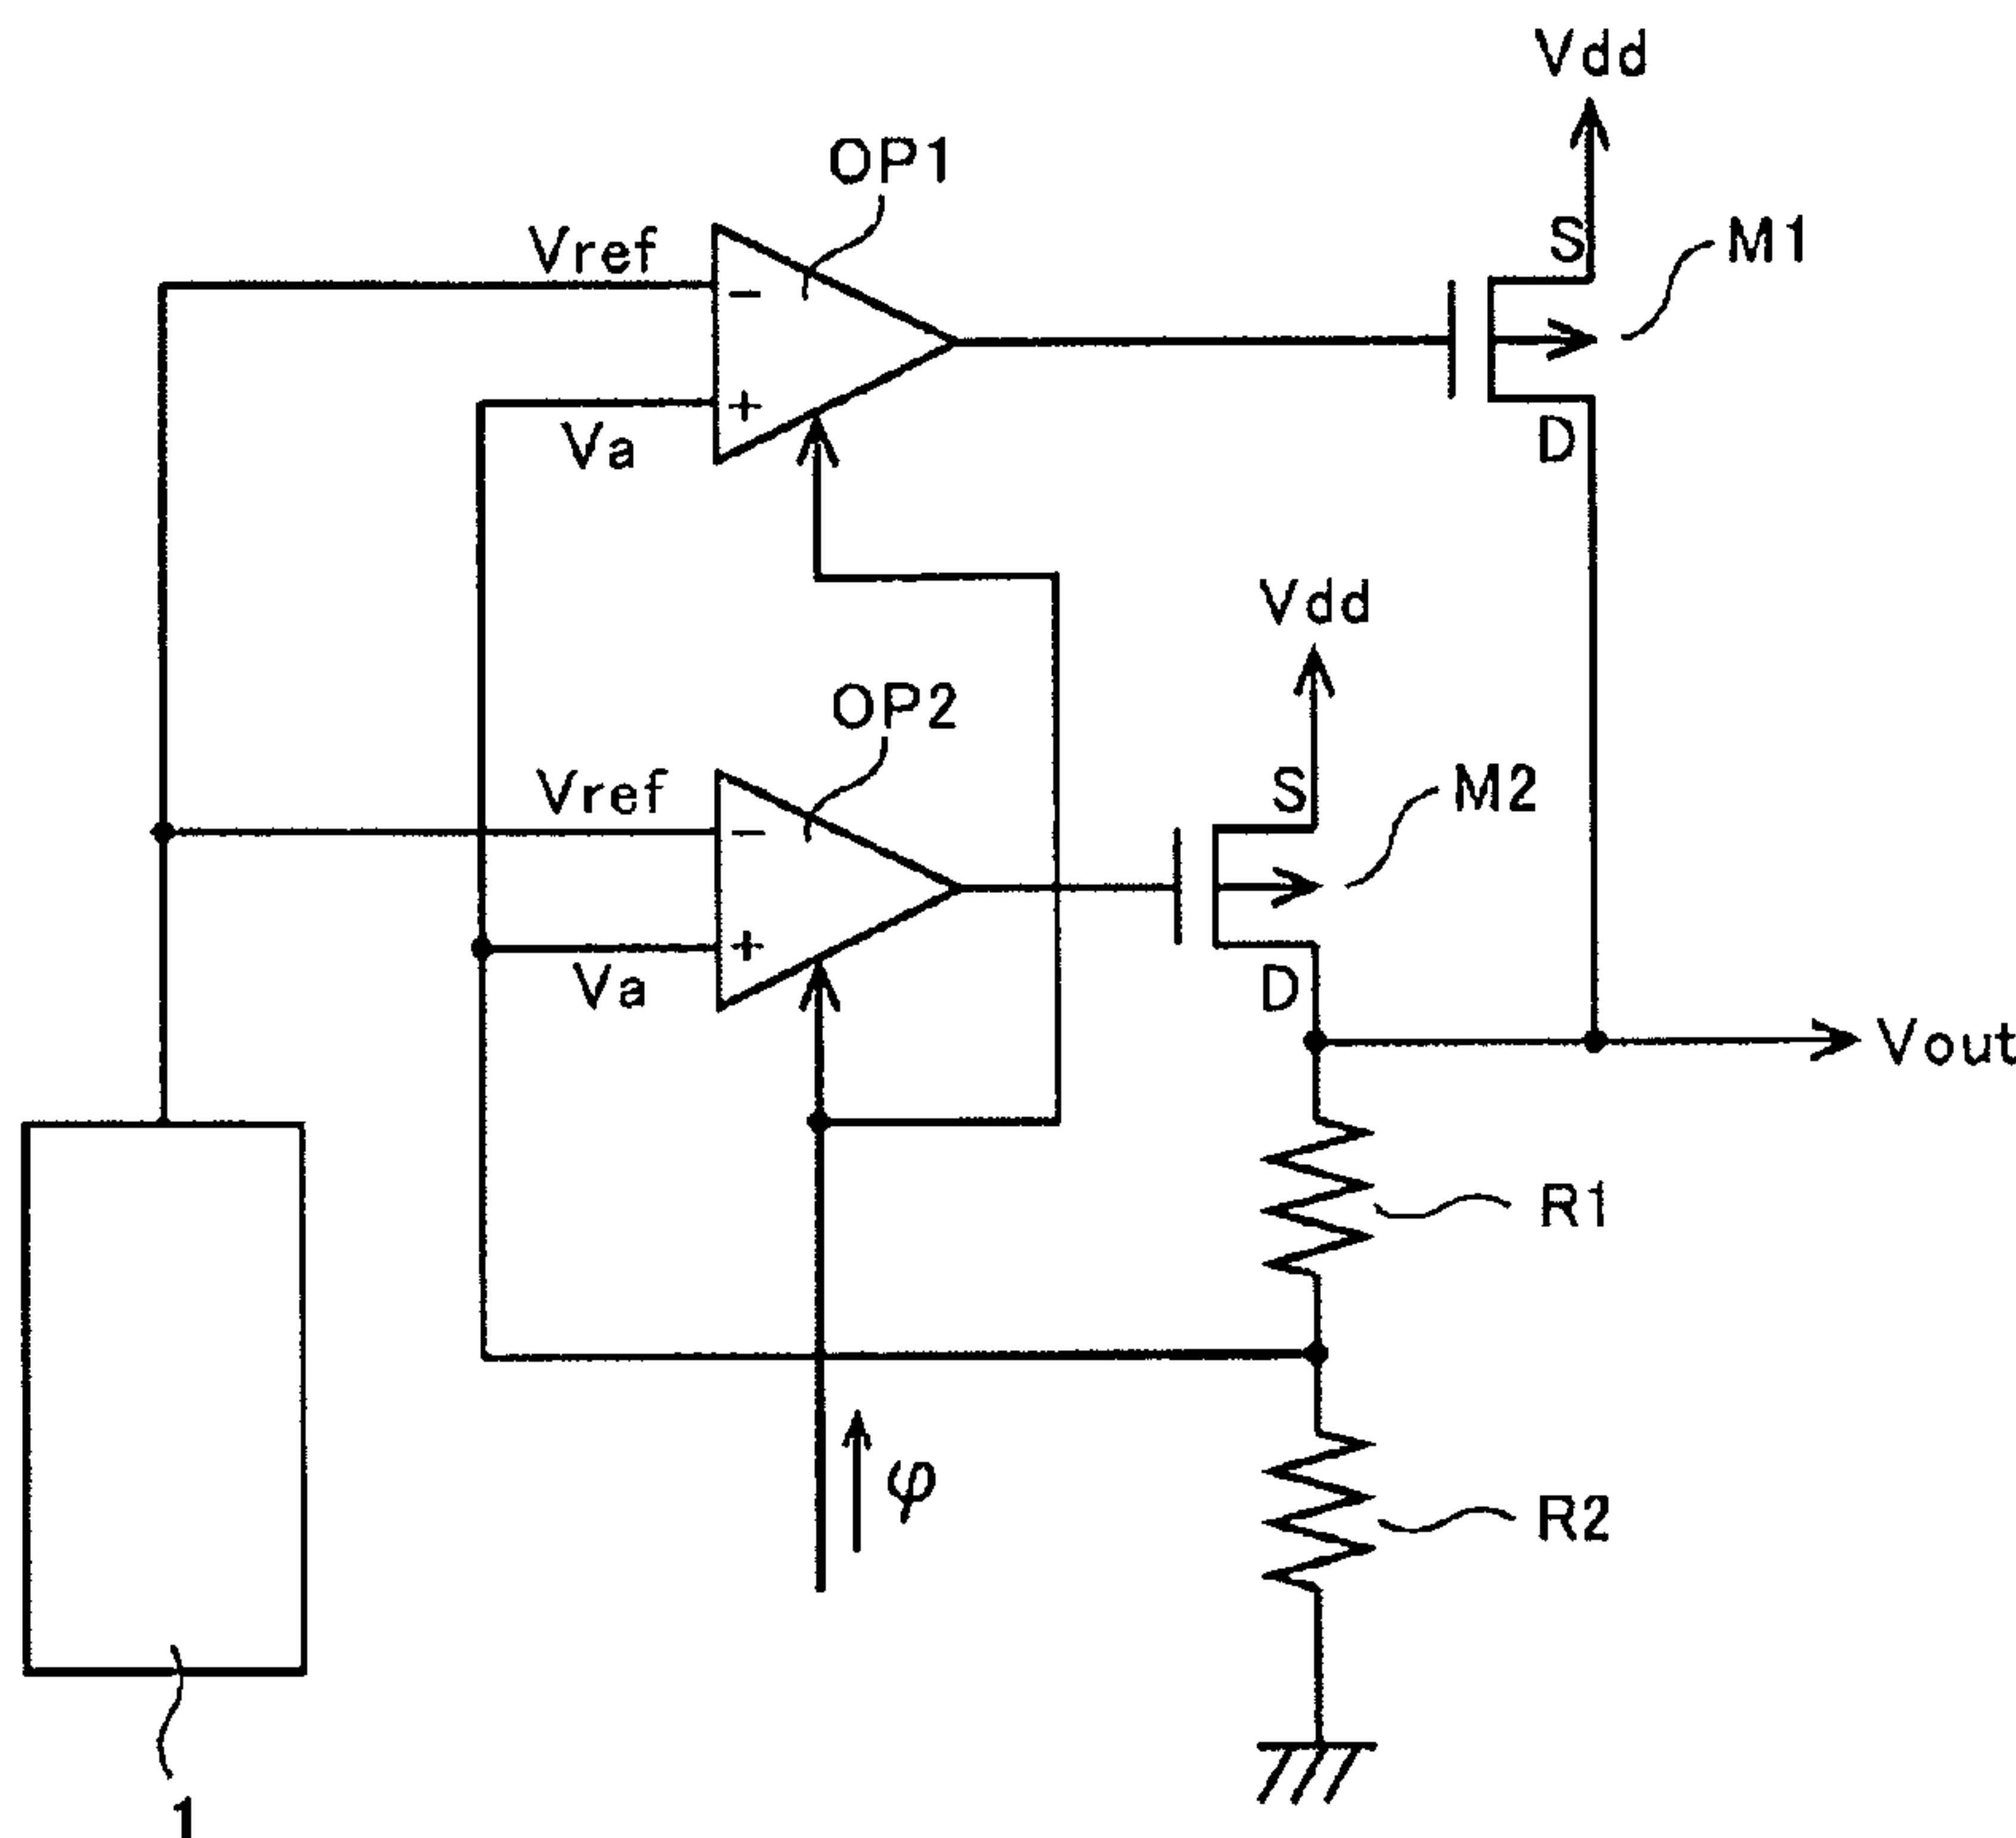 Vdd
OP1
Vref
S
M1
−
+
Va
D
Vdd
OP2
Vref
S
M2
−
+
Va
D
Vout
R1
φ
R2
1